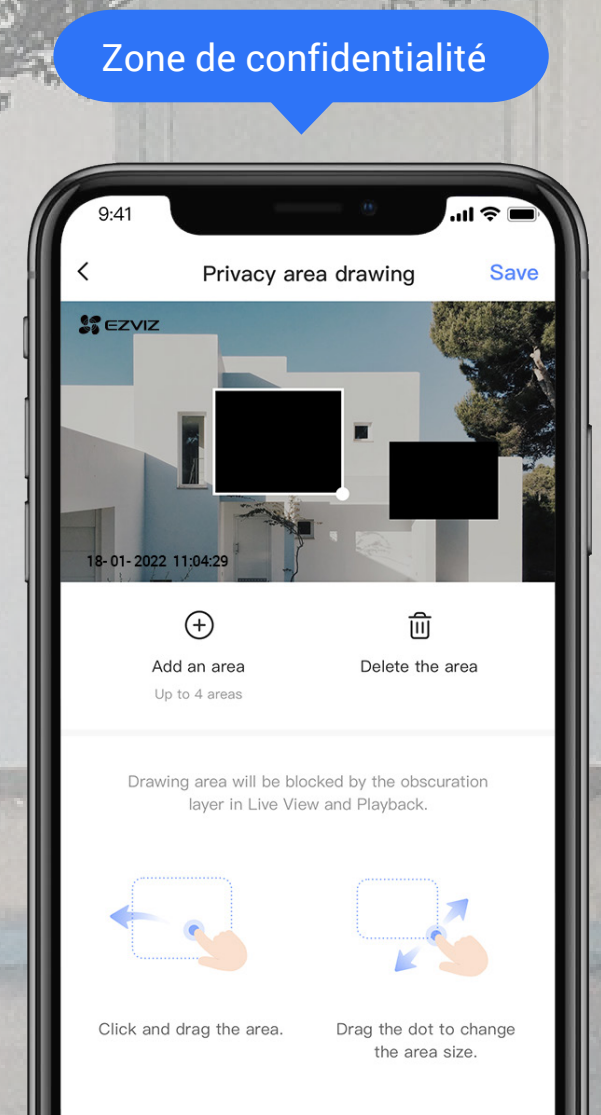 Zone de confidentialité
9:41
Privacy area drawing
Save
EZVIZ
18-01-2022 11:04:29
Add an area
Delete the area
Up to 4 areas
Drawing area will be blocked by the obscuration
layer in Live View and Playback.
Click and drag the area.
Drag the dot to change
the area size.